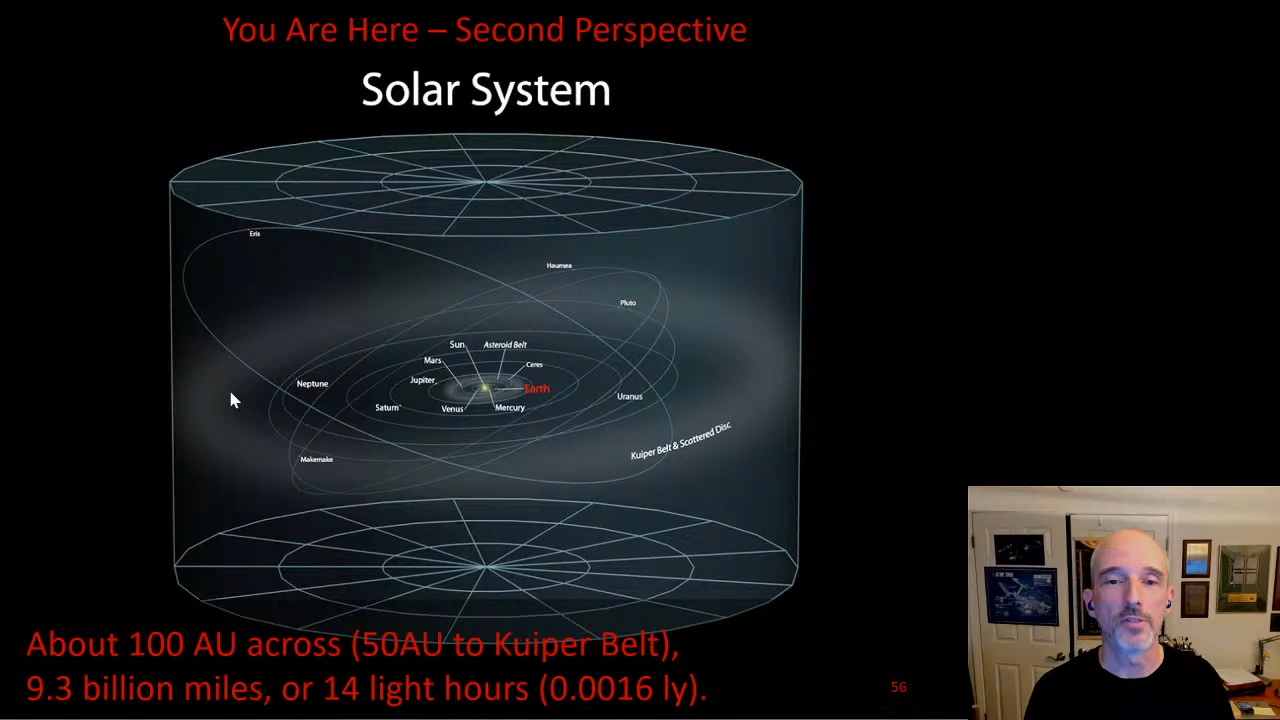 You Are Here – Second Perspective
Solar System
Eris
Haumea
Pluto
Sun
Asteroid Belt
Mars
Ceres
Jupiter
Neptune
Earth
Uranus
Saturn
Venus
Mercury
Kuiper Belt & Scattered Disc
Makemake
About 100 AU across (50AU to Kuiper Belt),
9.3 billion miles, or 14 light hours (0.0016 ly).
56